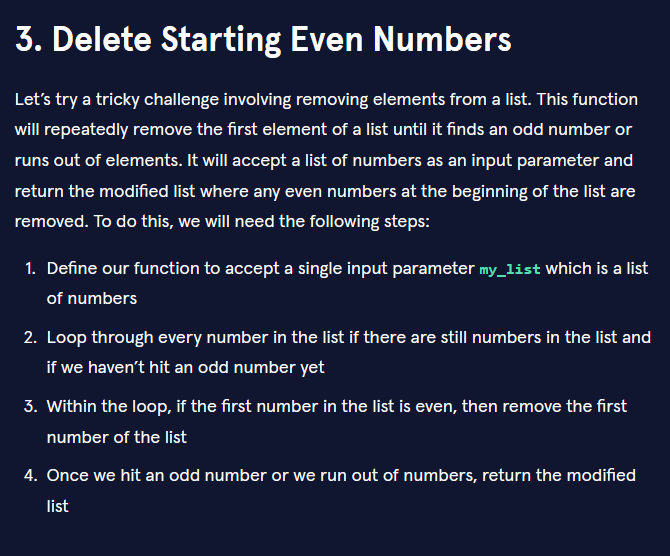 3. Delete Starting Even Numbers
Let’s try a tricky challenge involving removing elements from a list. This function
will repeatedly remove the first element of a list until it finds an odd number or
runs out of elements. It will accept a list of numbers as an input parameter and
return the modified list where any even numbers at the beginning of the list are
removed. To do this, we will need the following steps:
1. Define our function to accept a single input parameter my_list which is a list
of numbers
2. Loop through every number in the list if there are still numbers in the list and
if we haven’t hit an odd number yet
3. Within the loop, if the first number in the list is even, then remove the first
number of the list
4. Once we hit an odd number or we run out of numbers, return the modified
list